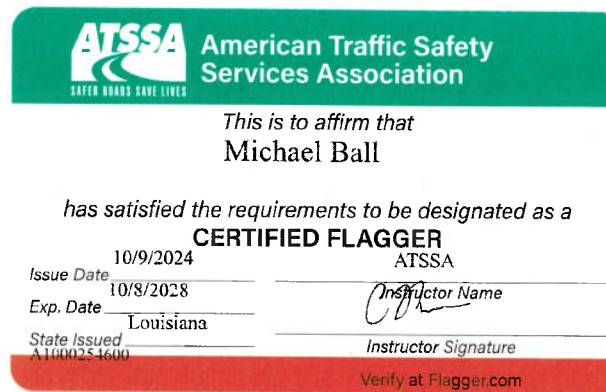 ATSSA
SAFER ROADS SAVE LIVES
American Traffic Safety
Services Association
This is to affirm that
Michael Ball
has satisfied the requirements to be designated as a
CERTIFIED FLAGGER
Issue Date 10/9/2024
Exp. Date 10/8/2028
State Issued Louisiana
A1000254600
ATSSA
Instructor Name
Instructor Signature
Verify at Flagger.com